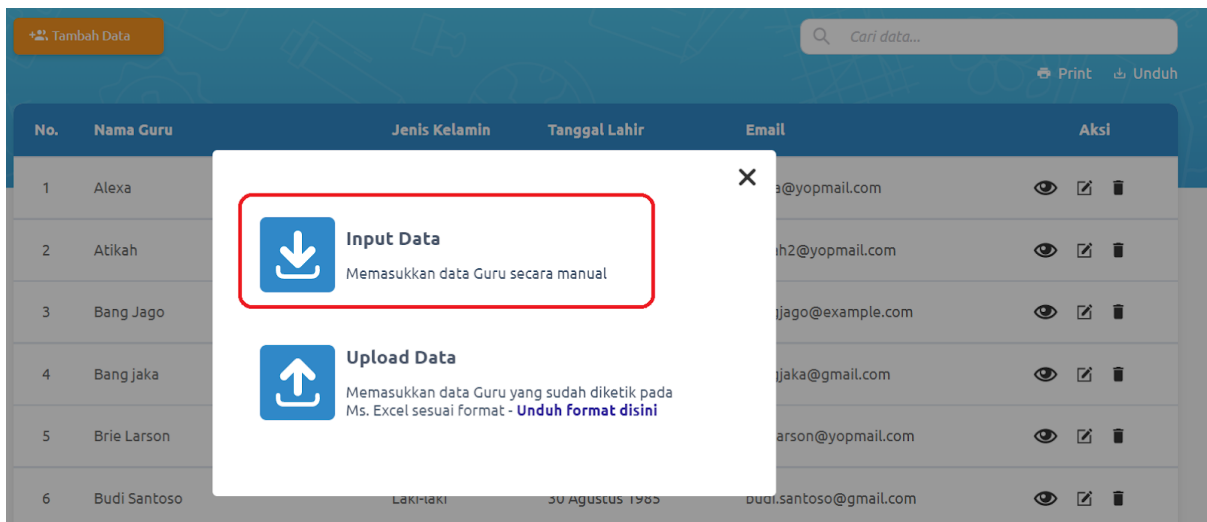 Tambah Data
Cari data...
Print Unduh
No. Nama Guru Jenis Kelamin Tanggal Lahir Email Aksi
1 Alexa a@yopmail.com
Input Data
Memasukkan data Guru secara manual
2 Atikah h2@yopmail.com
3 Bang Jago jago@example.com
Upload Data
4 Bang jaka jaka@gmail.com
Memasukkan data Guru yang sudah diketik pada
Ms. Excel sesuai format - Unduh format disini
5 Brie Larson arson@yopmail.com
6 Budi Santoso Laki-laki 30 Agustus 1985 budi.santoso@gmail.com